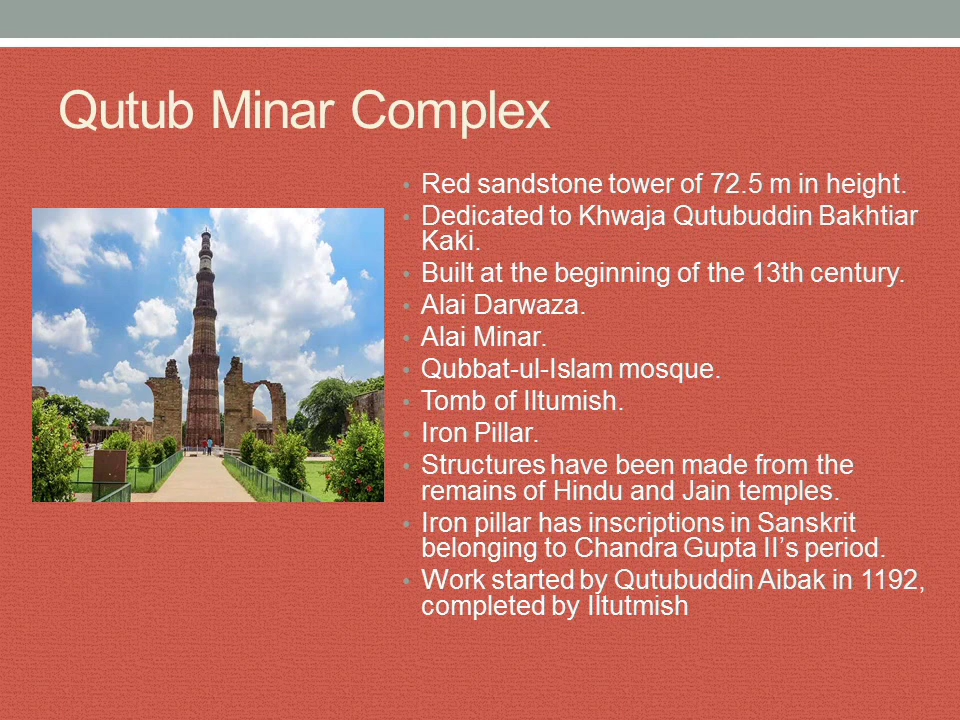 Qutub Minar Complex
• Red sandstone tower of 72.5 m in height.
• Dedicated to Khwaja Qutubuddin Bakhtiar
Kaki.
• Built at the beginning of the 13th century.
• Alai Darwaza.
• Alai Minar.
• Qubbat-ul-Islam mosque.
• Tomb of Iltumish.
• Iron Pillar.
• Structures have been made from the
remains of Hindu and Jain temples.
• Iron pillar has inscriptions in Sanskrit
belonging to Chandra Gupta II’s period.
• Work started by Qutubuddin Aibak in 1192,
completed by Iltutmish